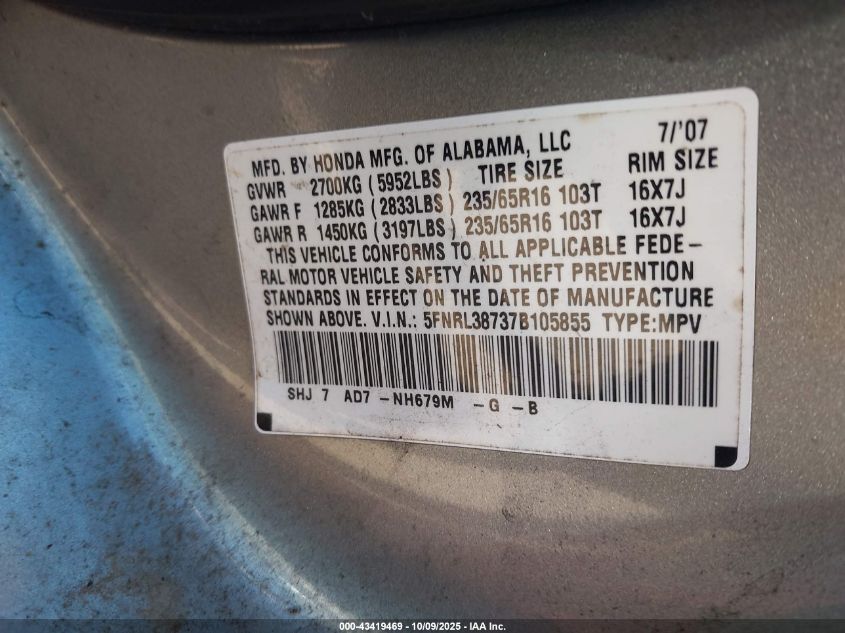 MFD. BY HONDA MFG. OF ALABAMA, LLC 7/'07
GVWR 2700KG (5952LBS) TIRE SIZE RIM SIZE
GAWR F 1285KG (2833LBS) 235/65R16 103T 16X7J
GAWR R 1450KG (3197LBS) 235/65R16 103T 16X7J
THIS VEHICLE CONFORMS TO ALL APPLICABLE FEDE-
RAL MOTOR VEHICLE SAFETY AND THEFT PREVENTION
STANDARDS IN EFFECT ON THE DATE OF MANUFACTURE
SHOWN ABOVE. V.I.N.: 5FNRL38737B105855 TYPE:MPV
SHJ 7 AD7 -NH679M -G -B
000-43419469 - 10/09/2025 - IAA Inc.